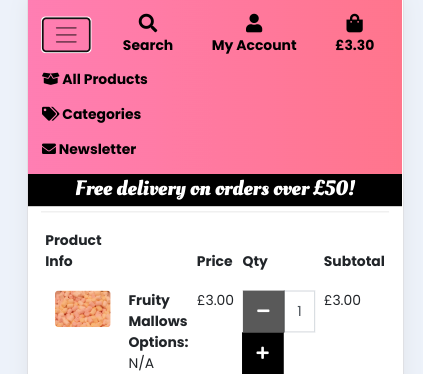 Search My Account £3.30
All Products
Categories
Newsletter
Free delivery on orders over £50!
Product
Info Price Qty Subtotal
Fruity £3.00 − 1 £3.00
Mallows
Options: +
N/A